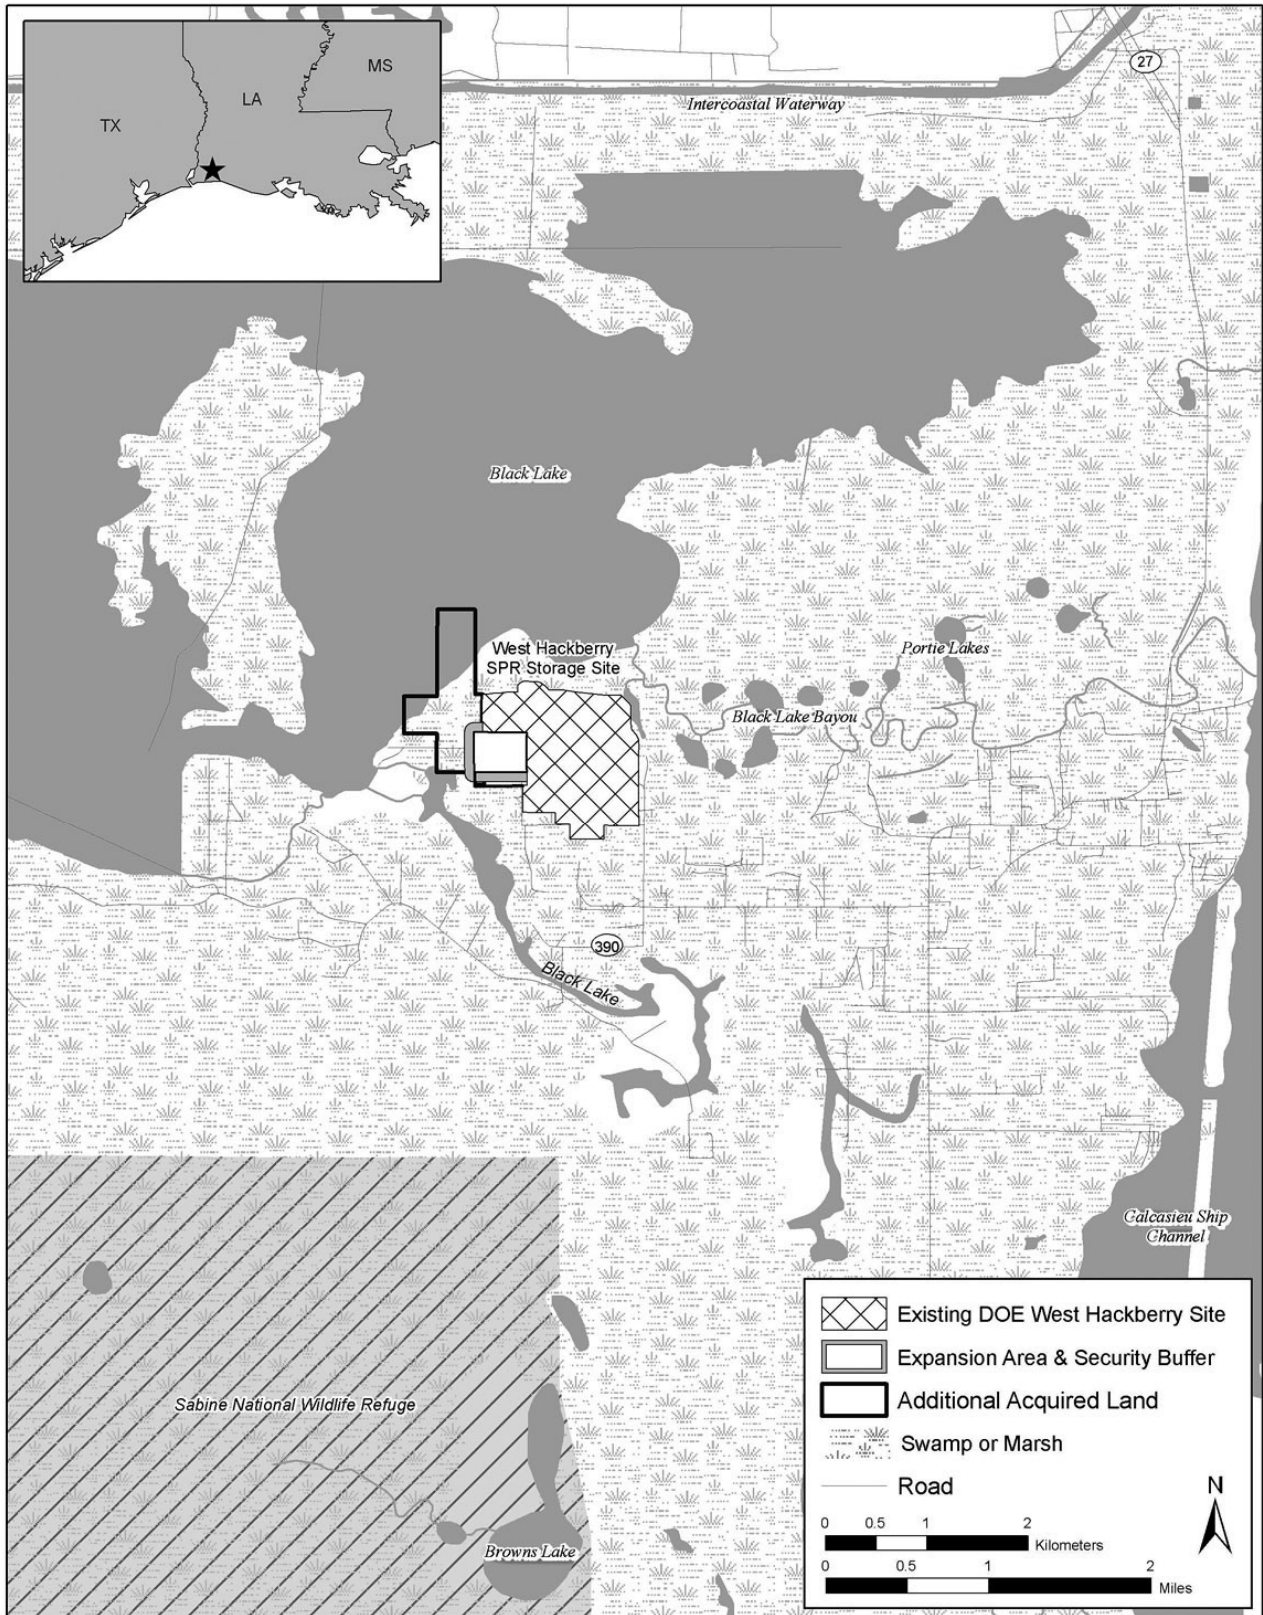 MS
LA
TX
27
Intercoastal Waterway
Black Lake
West Hackberry
SPR Storage Site
Portie Lakes
Black Lake Bayou
390
Black Lake
Calcasieu Ship
Channel
Sabine National Wildlife Refuge
Browns Lake
Existing DOE West Hackberry Site
Expansion Area & Security Buffer
Additional Acquired Land
Swamp or Marsh
Road
N
0 0.5 1 2
Kilometers
0 0.5 1 2
Miles